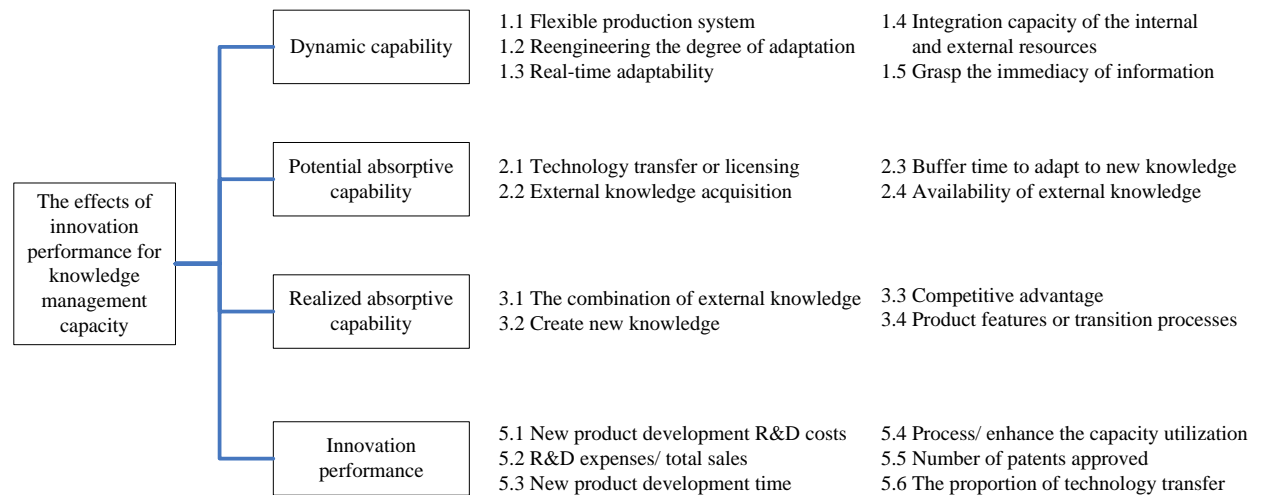 The effects of
innovation
performance for
knowledge
management
capacity
Dynamic capability
1.1 Flexible production system
1.2 Reengineering the degree of adaptation
1.3 Real-time adaptability
1.4 Integration capacity of the internal
and external resources
1.5 Grasp the immediacy of information
Potential absorptive
capability
2.1 Technology transfer or licensing
2.2 External knowledge acquisition
2.3 Buffer time to adapt to new knowledge
2.4 Availability of external knowledge
Realized absorptive
capability
3.1 The combination of external knowledge
3.2 Create new knowledge
3.3 Competitive advantage
3.4 Product features or transition processes
Innovation
performance
5.1 New product development R&D costs
5.2 R&D expenses/ total sales
5.3 New product development time
5.4 Process/ enhance the capacity utilization
5.5 Number of patents approved
5.6 The proportion of technology transfer